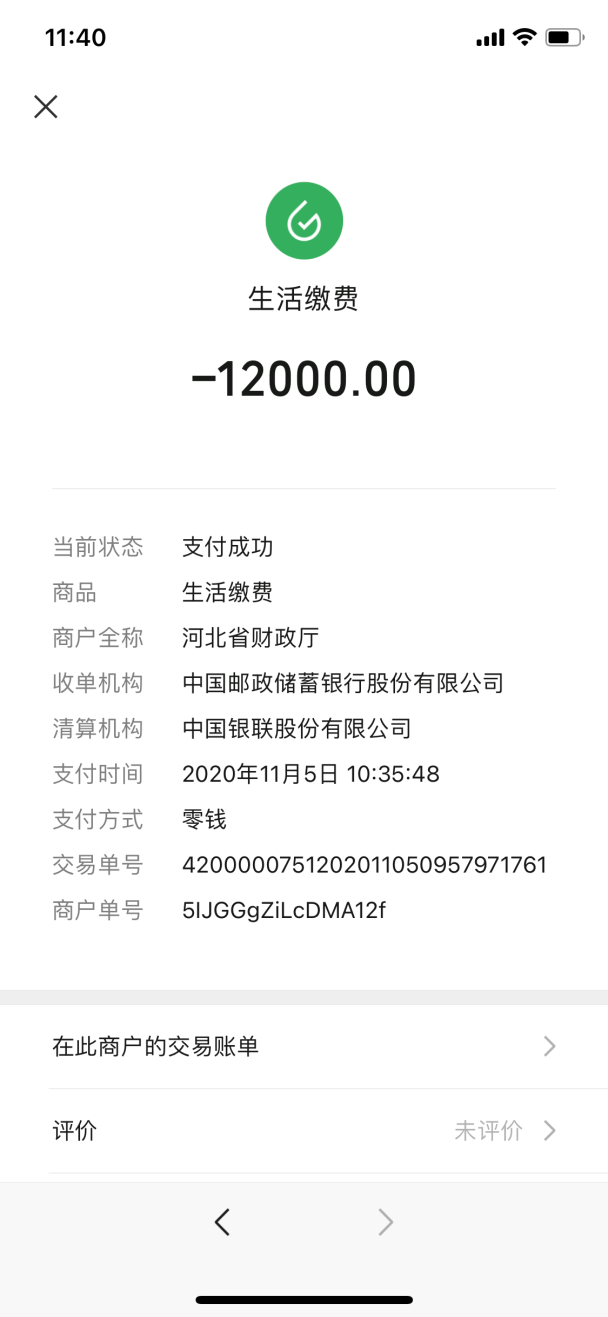 11:40
生活缴费
-12000.00
当前状态 支付成功
商品 生活缴费
商户全称 河北省财政厅
收单机构 中国邮政储蓄银行股份有限公司
清算机构 中国银联股份有限公司
支付时间 2020年11月5日 10:35:48
支付方式 零钱
交易单号 4200000751202011050957971761
商户单号 5IJGGgZiLcDMA12f
在此商户的交易账单
评价 未评价